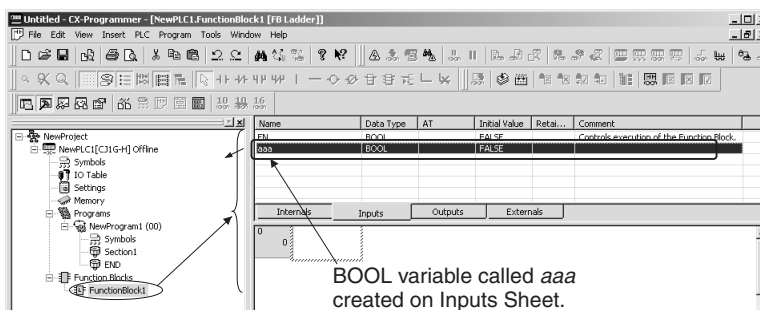 Untitled - CX-Programmer - [NewPLC1.FunctionBlock1 [FB Ladder]]
File Edit View Insert PLC Program Tools Window Help
Name Data Type AT Initial Value Retai... Comment
EN BOOL FALSE Controls execution of the Function Block.
aaa BOOL FALSE
Internals Inputs Outputs Externals
NewProject
NewPLC1[CJ1G-H] Offline
Symbols
IO Table
Settings
Memory
Programs
NewProgram1 (00)
Symbols
Section1
END
Function Blocks
FunctionBlock1
0
0
BOOL variable called aaa
created on Inputs Sheet.